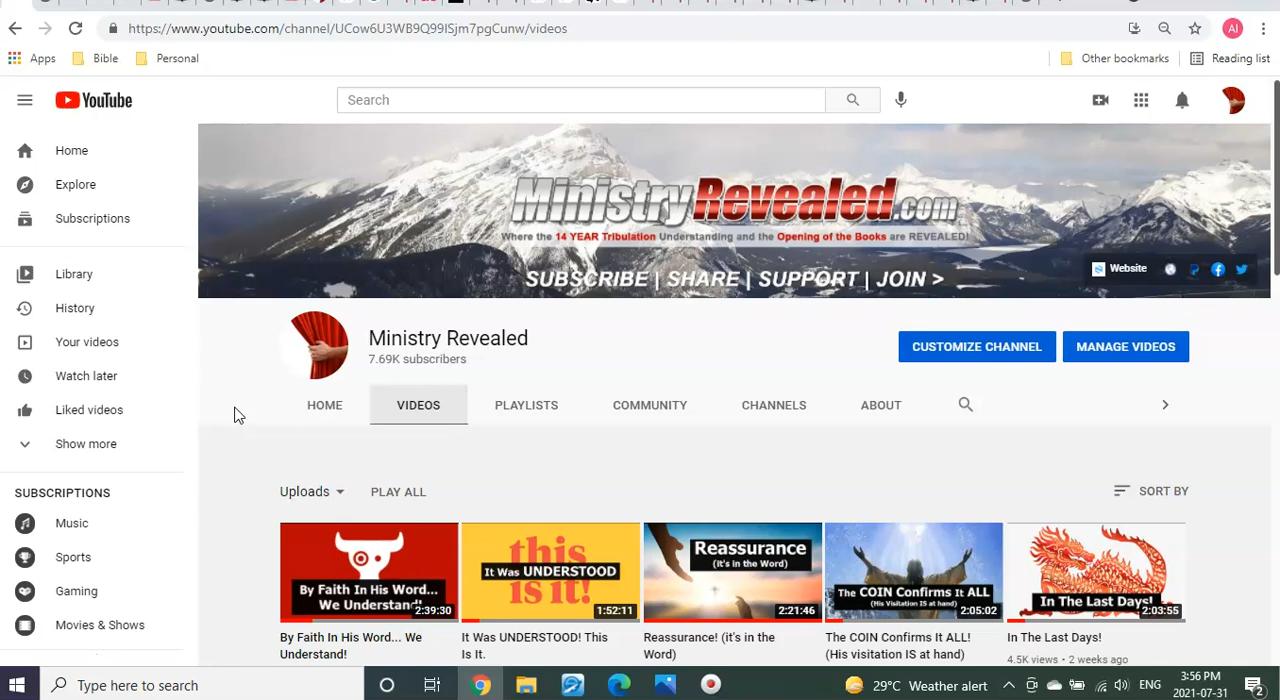 https://www.youtube.com/channel/UCow6U3WB9Q99ISjm7pgCunw/videos
AI
Apps Bible Personal Other bookmarks Reading list
YouTube Search
Home
Explore
Subscriptions
Library
History
Your videos
Watch later
Liked videos
Show more
SUBSCRIPTIONS
Music
Sports
Gaming
Movies & Shows
MinistryRevealed.com
Where the 14 YEAR Tribulation Understanding and the Opening of the Books are REVEALED!
SUBSCRIBE | SHARE | SUPPORT | JOIN >
Website
Ministry Revealed
7.69K subscribers
CUSTOMIZE CHANNEL MANAGE VIDEOS
HOME VIDEOS PLAYLISTS COMMUNITY CHANNELS ABOUT
Uploads PLAY ALL SORT BY
By Faith In His Word...
We Understand!
2:39:30
this
It Was UNDERSTOOD
is it!
1:52:11
Reassurance
(it's in the Word)
2:21:46
The COIN Confirms It ALL
(His Visitation IS at hand)
2:05:02
In The Last Days!
2:03:55
By Faith In His Word... We
Understand!
It Was UNDERSTOOD! This
Is It.
Reassurance! (it's in the
Word)
The COIN Confirms It ALL!
(His visitation IS at hand)
In The Last Days!
4.5K views • 2 weeks ago
Type here to search
29°C Weather alert
ENG
3:56 PM
2021-07-31
2